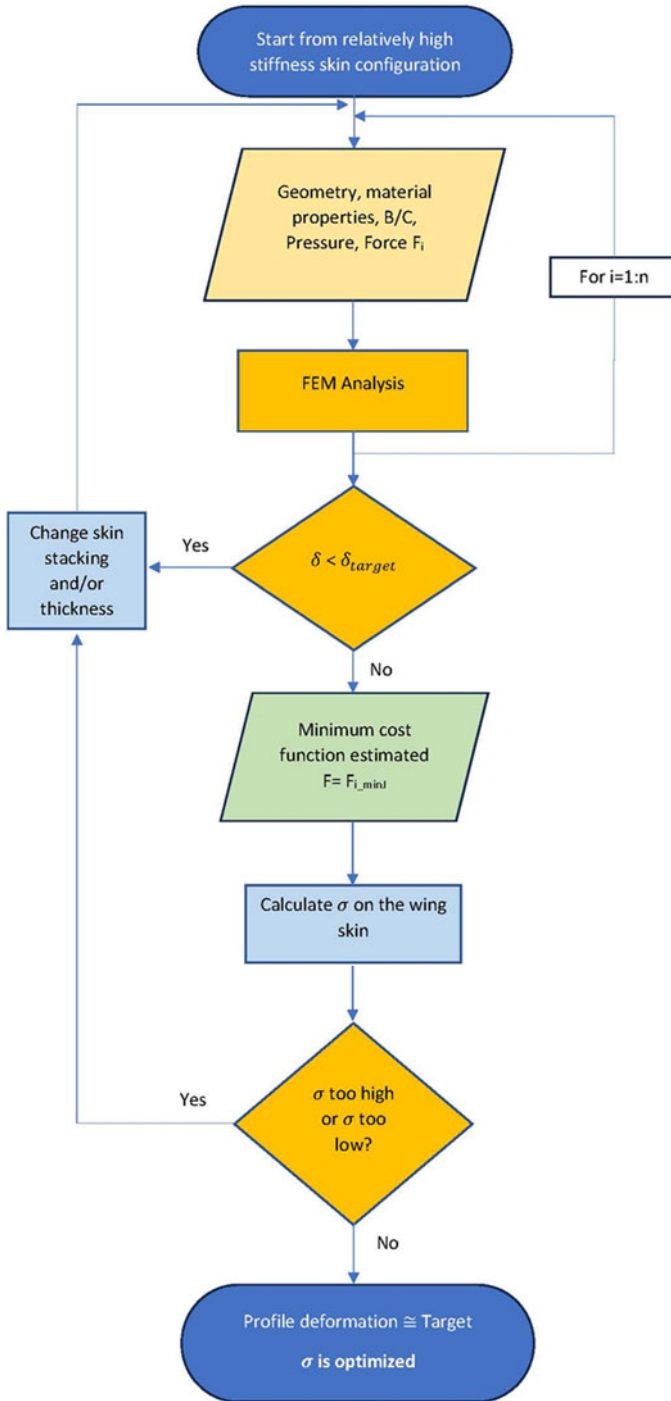 Start from relatively high
stiffness skin configuration
Geometry, material
properties, B/C,
Pressure, Force Fᵢ
For i=1:n
FEM Analysis
Change skin
stacking
and/or
thickness
Yes
δ < δₜₐᵣgₑₜ
No
Minimum cost
function estimated
F= Fi_minJ
Calculate σ on the wing
skin
Yes
σ too high
or σ too
low?
No
Profile deformation ≅ Target
σ is optimized